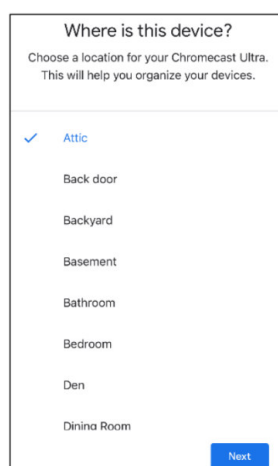 Where is this device?
Choose a location for your Chromecast Ultra.
This will help you organize your devices.
Attic
Back door
Backyard
Basement
Bathroom
Bedroom
Den
Dining Room
Next